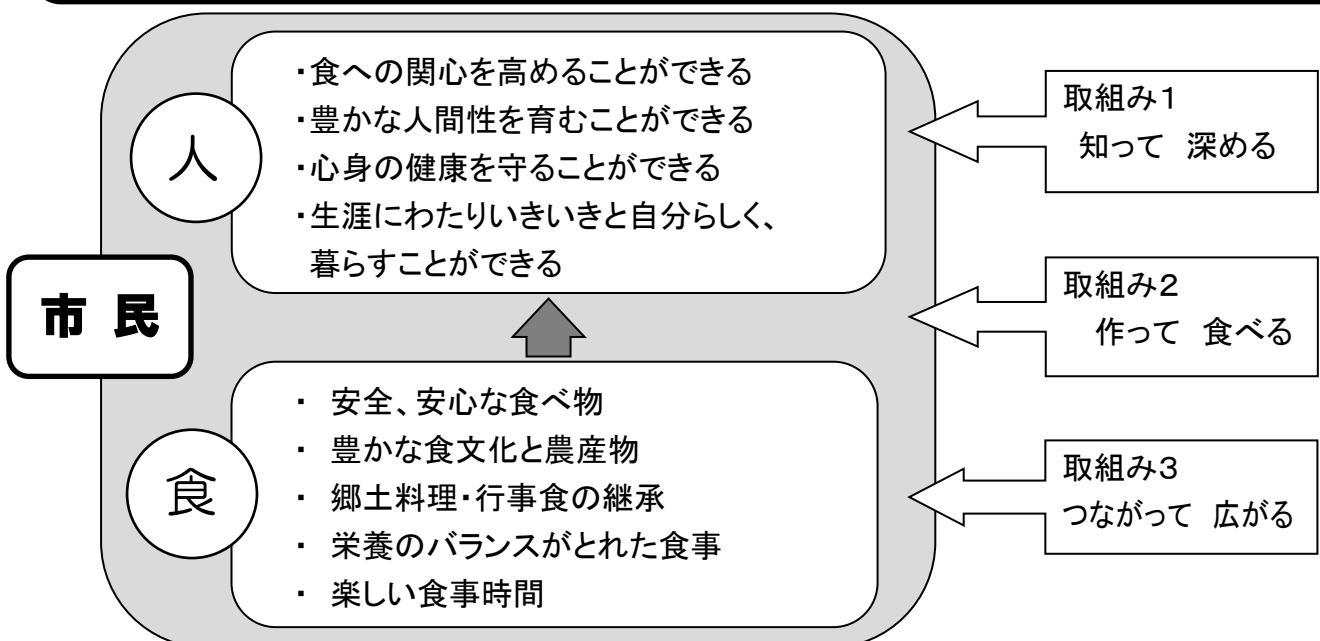 市 民
人
・食への関心を高めることができる
・豊かな人間性を育むことができる
・心身の健康を守ることができる
・生涯にわたりいきいきと自分らしく、
暮らすことができる
食
・ 安全、安心な食べ物
・ 豊かな食文化と農産物
・ 郷土料理・行事食の継承
・ 栄養のバランスがとれた食事
・ 楽しい食事時間
取組み1
知って 深める
取組み2
作って 食べる
取組み3
つながって 広がる